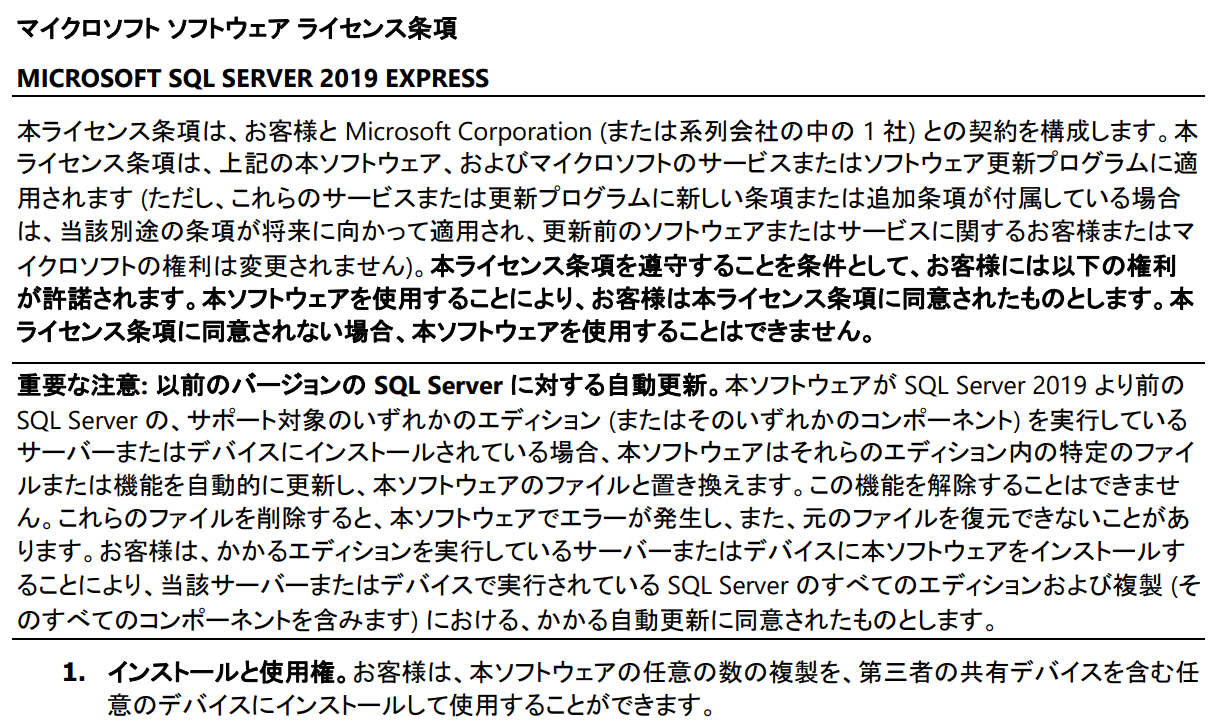 マイクロソフト ソフトウェア ライセンス条項
MICROSOFT SQL SERVER 2019 EXPRESS
本ライセンス条項は、お客様と Microsoft Corporation (または系列会社の中の 1 社) との契約を構成します。本
ライセンス条項は、上記の本ソフトウェア、およびマイクロソフトのサービスまたはソフトウェア更新プログラムに適
用されます (ただし、これらのサービスまたは更新プログラムに新しい条項または追加条項が付属している場合
は、当該別途の条項が将来に向かって適用され、更新前のソフトウェアまたはサービスに関するお客様またはマ
イクロソフトの権利は変更されません)。本ライセンス条項を遵守することを条件として、お客様には以下の権利
が許諾されます。本ソフトウェアを使用することにより、お客様は本ライセンス条項に同意されたものとします。本
ライセンス条項に同意されない場合、本ソフトウェアを使用することはできません。
重要な注意: 以前のバージョンの SQL Server に対する自動更新。本ソフトウェアが SQL Server 2019 より前の
SQL Server の、サポート対象のいずれかのエディション (またはそのいずれかのコンポーネント) を実行している
サーバーまたはデバイスにインストールされている場合、本ソフトウェアはそれらのエディション内の特定のファイ
ルまたは機能を自動的に更新し、本ソフトウェアのファイルと置き換えます。この機能を解除することはできませ
ん。これらのファイルを削除すると、本ソフトウェアでエラーが発生し、また、元のファイルを復元できないことがあ
ります。お客様は、かかるエディションを実行しているサーバーまたはデバイスに本ソフトウェアをインストールす
ることにより、当該サーバーまたはデバイスで実行されている SQL Server のすべてのエディションおよび複製 (そ
のすべてのコンポーネントを含みます) における、かかる自動更新に同意されたものとします。
1. インストールと使用権。お客様は、本ソフトウェアの任意の数の複製を、第三者の共有デバイスを含む任
意のデバイスにインストールして使用することができます。